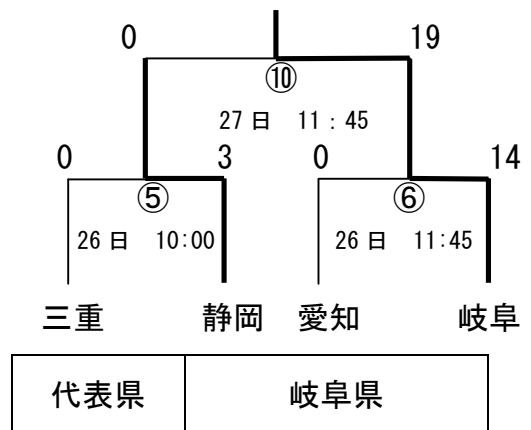 0 19
⑩
27日 11：45
0 3 0 14
⑤ ⑥
26日 10:00 26日 11:45
三重 静岡 愛知 岐阜
代表県 岐阜県